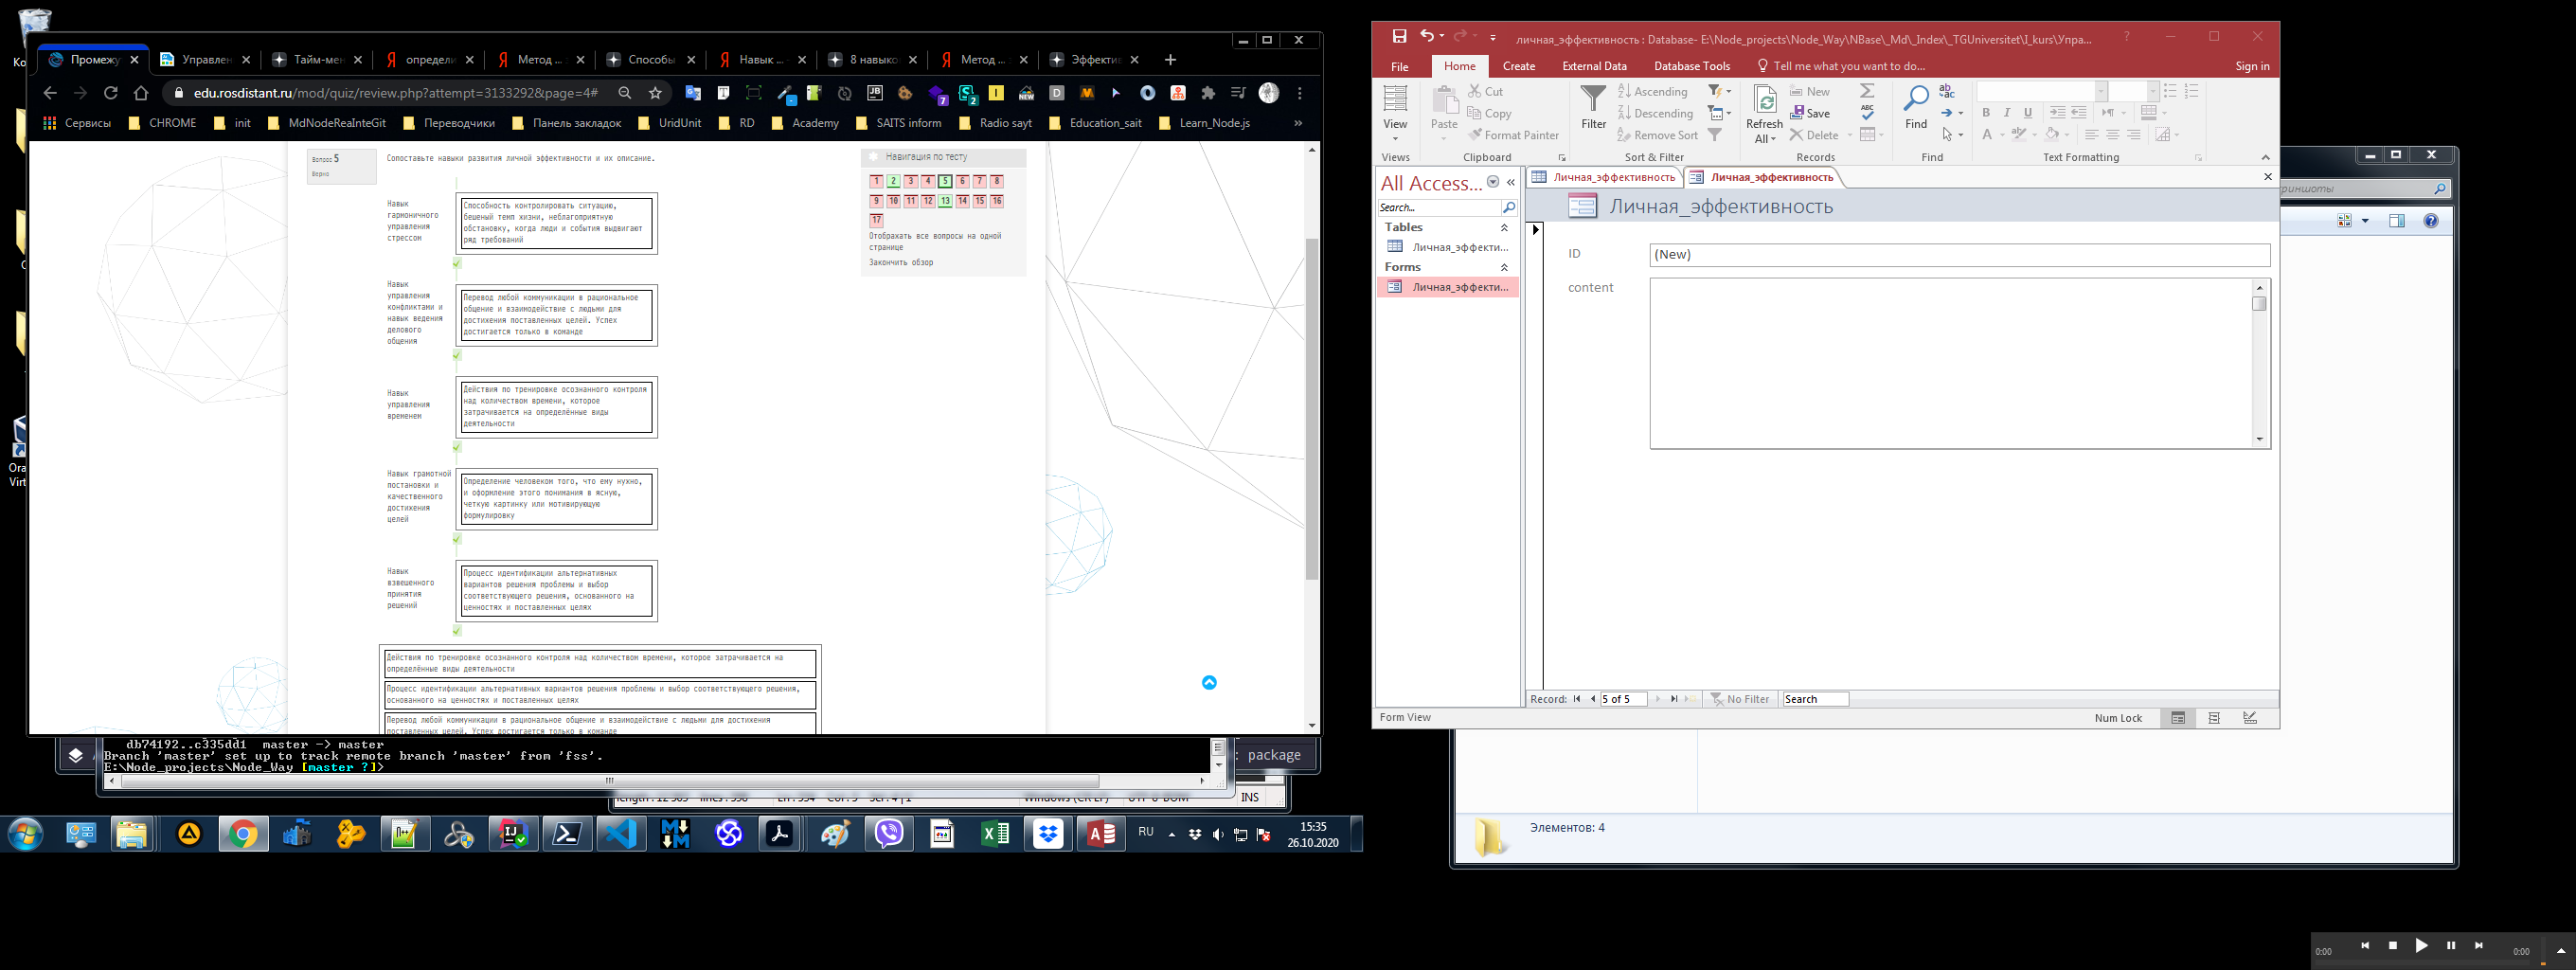 Промежу
Управлен
Тайм-мен
определи
Метод ...
Способы
Навык ...
8 навыко
Метод ...
Эффектив
edu.rosdistant.ru/mod/quiz/review.php?attempt=3133292&page=4#
Сервисы
CHROME
init
MdNodeReaInteGit
Переводчики
Панель закладок
UridUnit
RD
Academy
SAITS inform
Radio sayt
Education_sait
Learn_Node.js
»
Вопрос 5
Верно
Сопоставьте навыки развития личной эффективности и их описание.
Навык
гармоничного
управления
стрессом
Способность контролировать ситуацию,
бешеный темп жизни, неблагоприятную
обстановку, когда люди и события выдвигают
ряд требований
Навык
управления
конфликтами и
навык ведения
делового
общения
Перевод любой коммуникации в рациональное
общение и взаимодействие с людьми для
достижения поставленных целей. Успех
достигается только в команде
Навык
управления
временем
Действия по тренировке осознанного контроля
над количеством времени, которое
затрачивается на определённые виды
деятельности
Навык грамотной
постановки и
качественного
достижения
целей
Определение человеком того, что ему нужно,
и оформление этого понимания в ясную,
четкую картинку или мотивирующую
формулировку
Навык
взвешенного
принятия
решений
Процесс идентификации альтернативных
вариантов решения проблемы и выбор
соответствующего решения, основанного на
ценностях и поставленных целях
Действия по тренировке осознанного контроля над количеством времени, которое затрачивается на
определённые виды деятельности
Процесс идентификации альтернативных вариантов решения проблемы и выбор соответствующего решения,
основанного на ценностях и поставленных целях
Перевод любой коммуникации в рациональное общение и взаимодействие с людьми для достижения
поставленных целей. Успех достигается только в команде
Навигация по тесту
1 2 3 4 5 6 7 8
9 10 11 12 13 14 15 16
17
Отображать все вопросы на одной
странице
Закончить обзор
db74192..c335dd1 master -> master
Branch 'master' set up to track remote branch 'master' from 'fss'.
E:\Node_projects\Node_Way [master ?]>
: package
INS
RU
15:35
26.10.2020
личная_эффективность : Database- E:\Node_projects\Node_Way\NBase\_Md\_Index\_TGUniversitet\I_kurs\Упра...
Sign in
File
Home
Create
External Data
Database Tools
Tell me what you want to do...
View
Views
Paste
Cut
Copy
Format Painter
Clipboard
Filter
Ascending
Descending
Remove Sort
Sort & Filter
Refresh
All
New
Save
Delete
Records
Find
Find
B I U
Text Formatting
All Access...
Search...
Tables
Личная_эффекти...
Forms
Личная_эффекти...
Личная_эффективность
Личная_эффективность
Личная_эффективность
ID
(New)
content
Record:
5 of 5
No Filter
Search
Form View
Num Lock
Элементов: 4
0:00
0:00